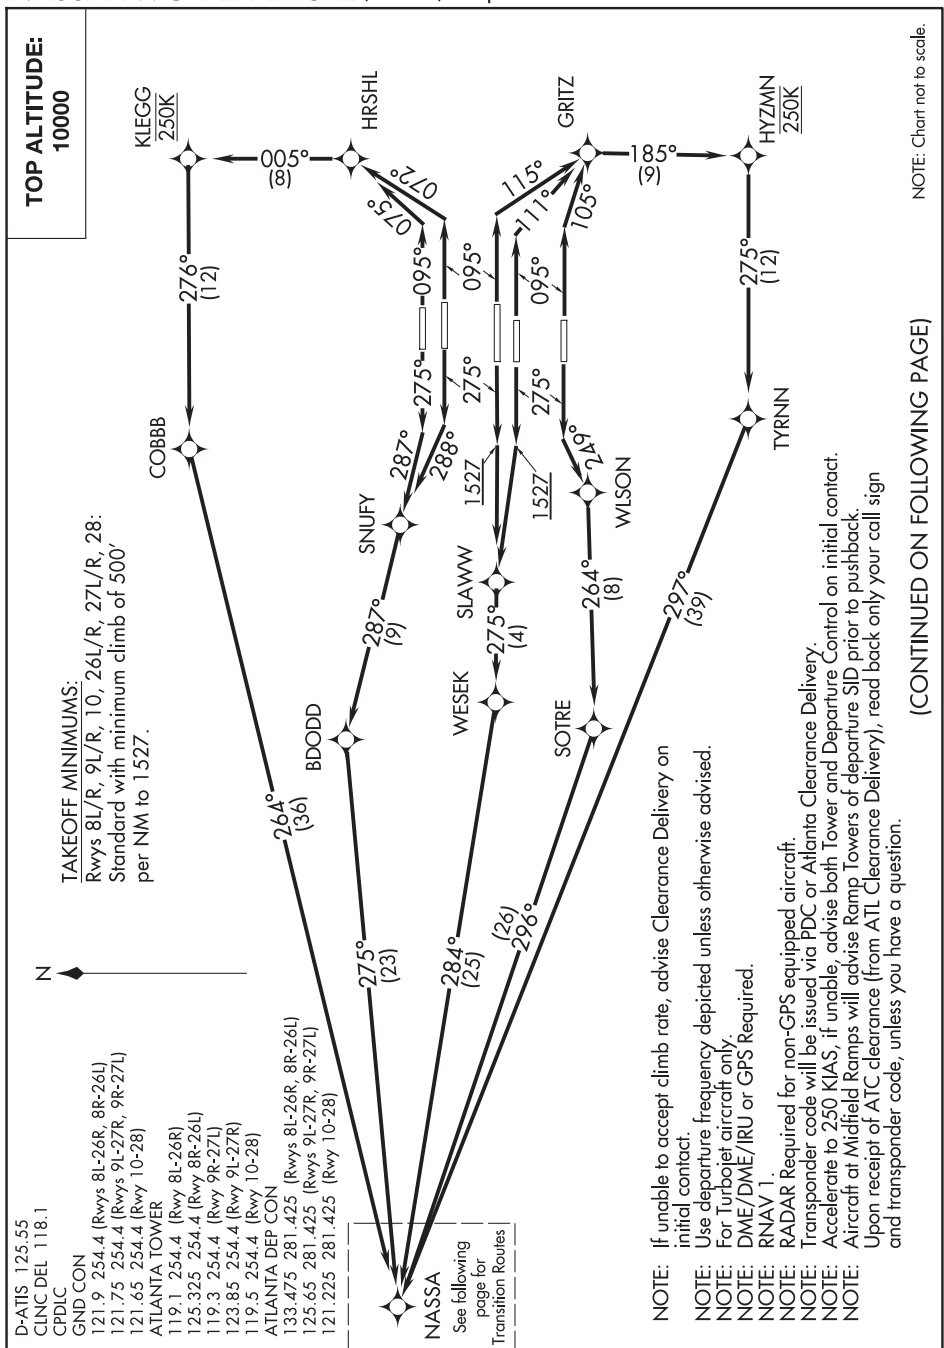 TOP ALTITUDE:
10000
D-ATIS 125.55
CLNC DEL 118.1
CPDLC
GND CON
121.9 254.4 (Rwys 8L-26R, 8R-26L)
121.75 254.4 (Rwys 9L-27R, 9R-27L)
121.65 254.4 (Rwy 10-28)
ATLANTA TOWER
119.1 254.4 (Rwy 8L-26R)
125.325 254.4 (Rwy 8R-26L)
119.3 254.4 (Rwy 9R-27L)
123.85 254.4 (Rwy 9L-27R)
119.5 254.4 (Rwy 10-28)
ATLANTA DEP CON
133.475 281.425 (Rwys 8L-26R, 8R-26L)
125.65 281.425 (Rwys 9L-27R, 9R-27L)
121.225 281.425 (Rwy 10-28)
N
TAKEOFF MINIMUMS:
Rwys 8L/R, 9L/R, 10, 26L/R, 27L/R, 28:
Standard with minimum climb of 500'
per NM to 1527.
KLEGG
250K
HRSHL
005°
(8)
276°
(12)
COBBB
264°
(36)
072°
075°
095°
275°
287°
288°
SNUFY
287°
(9)
BDODD
275°
(23)
GRITZ
115°
111°
105°
095°
095°
275°
275°
1527
1527
SLAWW
275°
(4)
WESEK
284°
(25)
249°
WLSON
264°
(8)
SOTRE
(26)
296°
185°
(9)
HYZMN
250K
275°
(12)
TYRNN
297°
(39)
NASSA
See following
page for
Transition Routes
NOTE: Chart not to scale.
NOTE: If unable to accept climb rate, advise Clearance Delivery on
initial contact.
NOTE: Use departure frequency depicted unless otherwise advised.
NOTE: For Turbojet aircraft only.
NOTE: DME/DME/IRU or GPS Required.
NOTE: RNAV 1.
NOTE: RADAR Required for non-GPS equipped aircraft.
NOTE: Transponder code will be issued via PDC or Atlanta Clearance Delivery.
NOTE: Accelerate to 250 KIAS, if unable, advise both Tower and Departure Control on initial contact.
NOTE: Aircraft at Midfield Ramps will advise Ramp Towers of departure SID prior to pushback.
Upon receipt of ATC clearance (from ATL Clearance Delivery), read back only your call sign
and transponder code, unless you have a question.
(CONTINUED ON FOLLOWING PAGE)